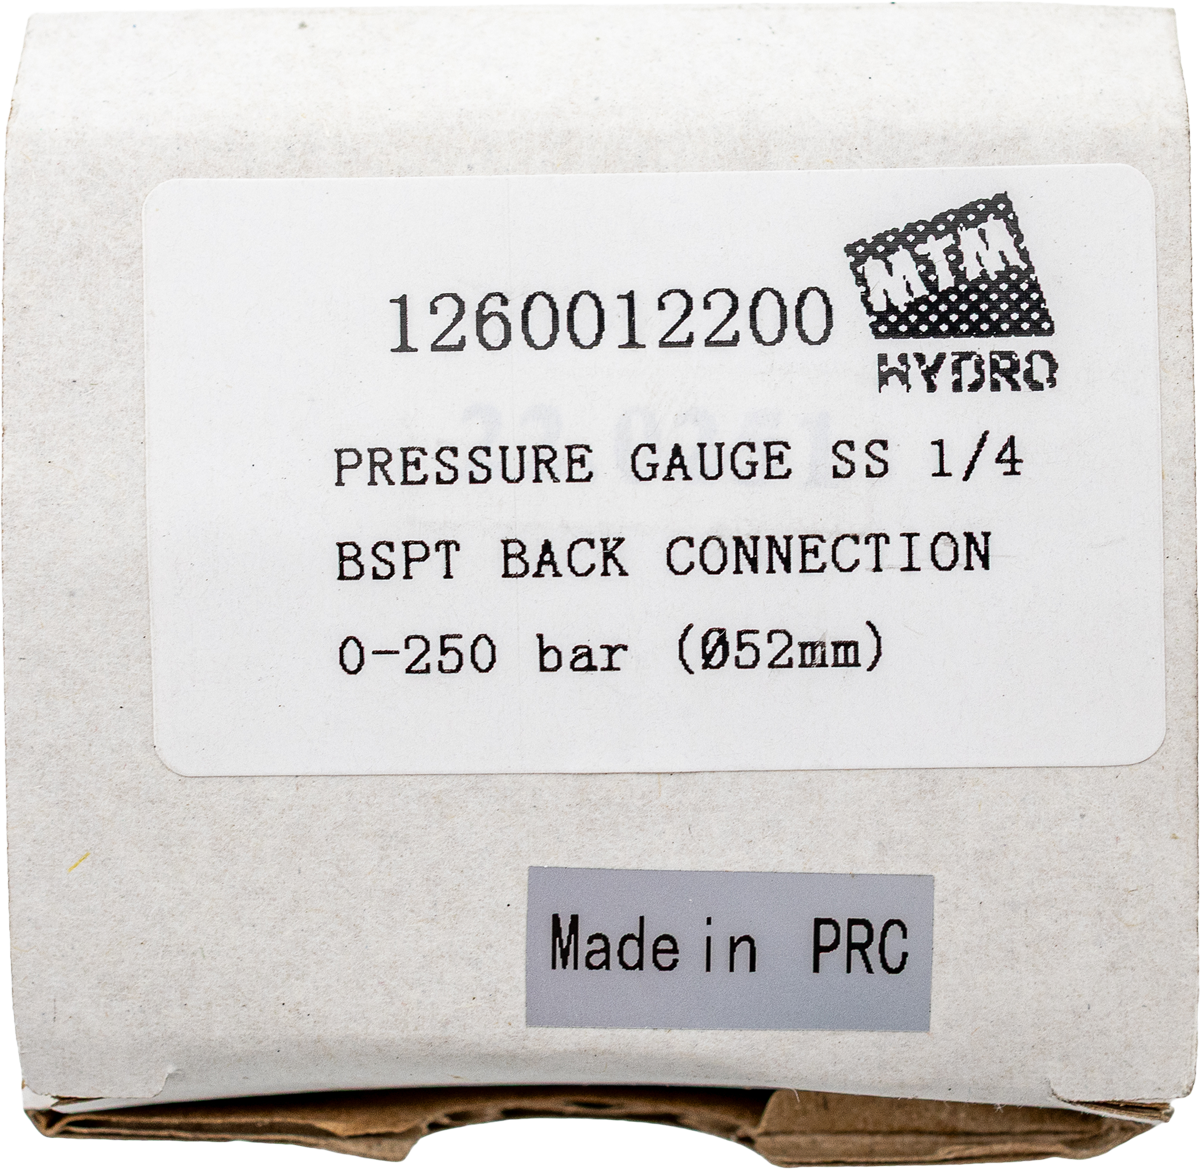 MTM
1260012200
HYDRO
PRESSURE GAUGE SS 1/4
BSPT BACK CONNECTION
0-250 bar (Ø52mm)
Made in PRC